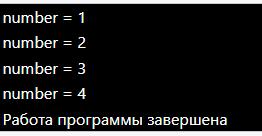 number = 1
number = 2
number = 3
number = 4
Работа программы завершена